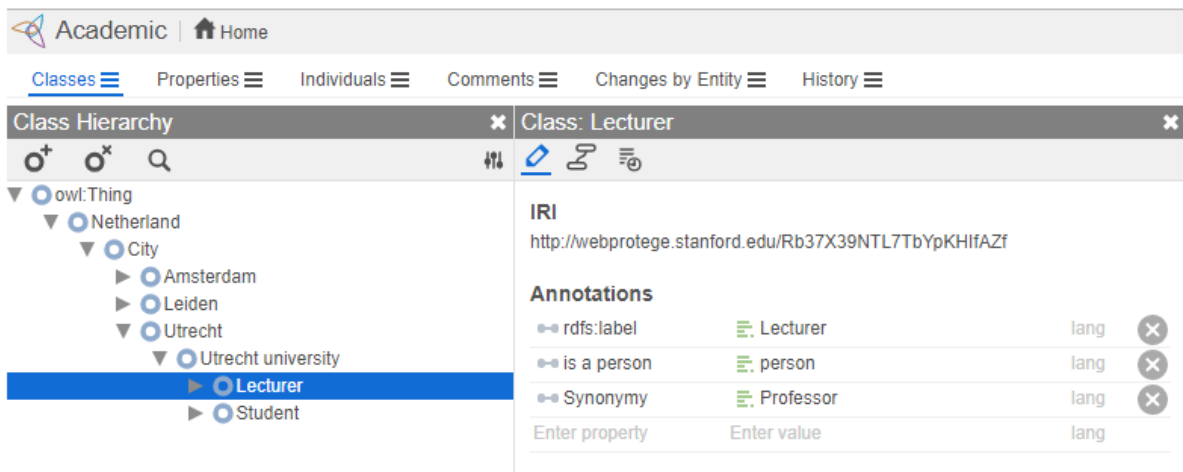 Academic | Home
Classes Properties Individuals Comments Changes by Entity History
Class Hierarchy
owl:Thing
Netherland
City
Amsterdam
Leiden
Utrecht
Utrecht university
Lecturer
Student
Class: Lecturer
IRI
http://webprotege.stanford.edu/Rb37X39NTL7TbYpKHIfAZf
Annotations
rdfs:label Lecturer lang
is a person person lang
Synonymy Professor lang
Enter property Enter value lang